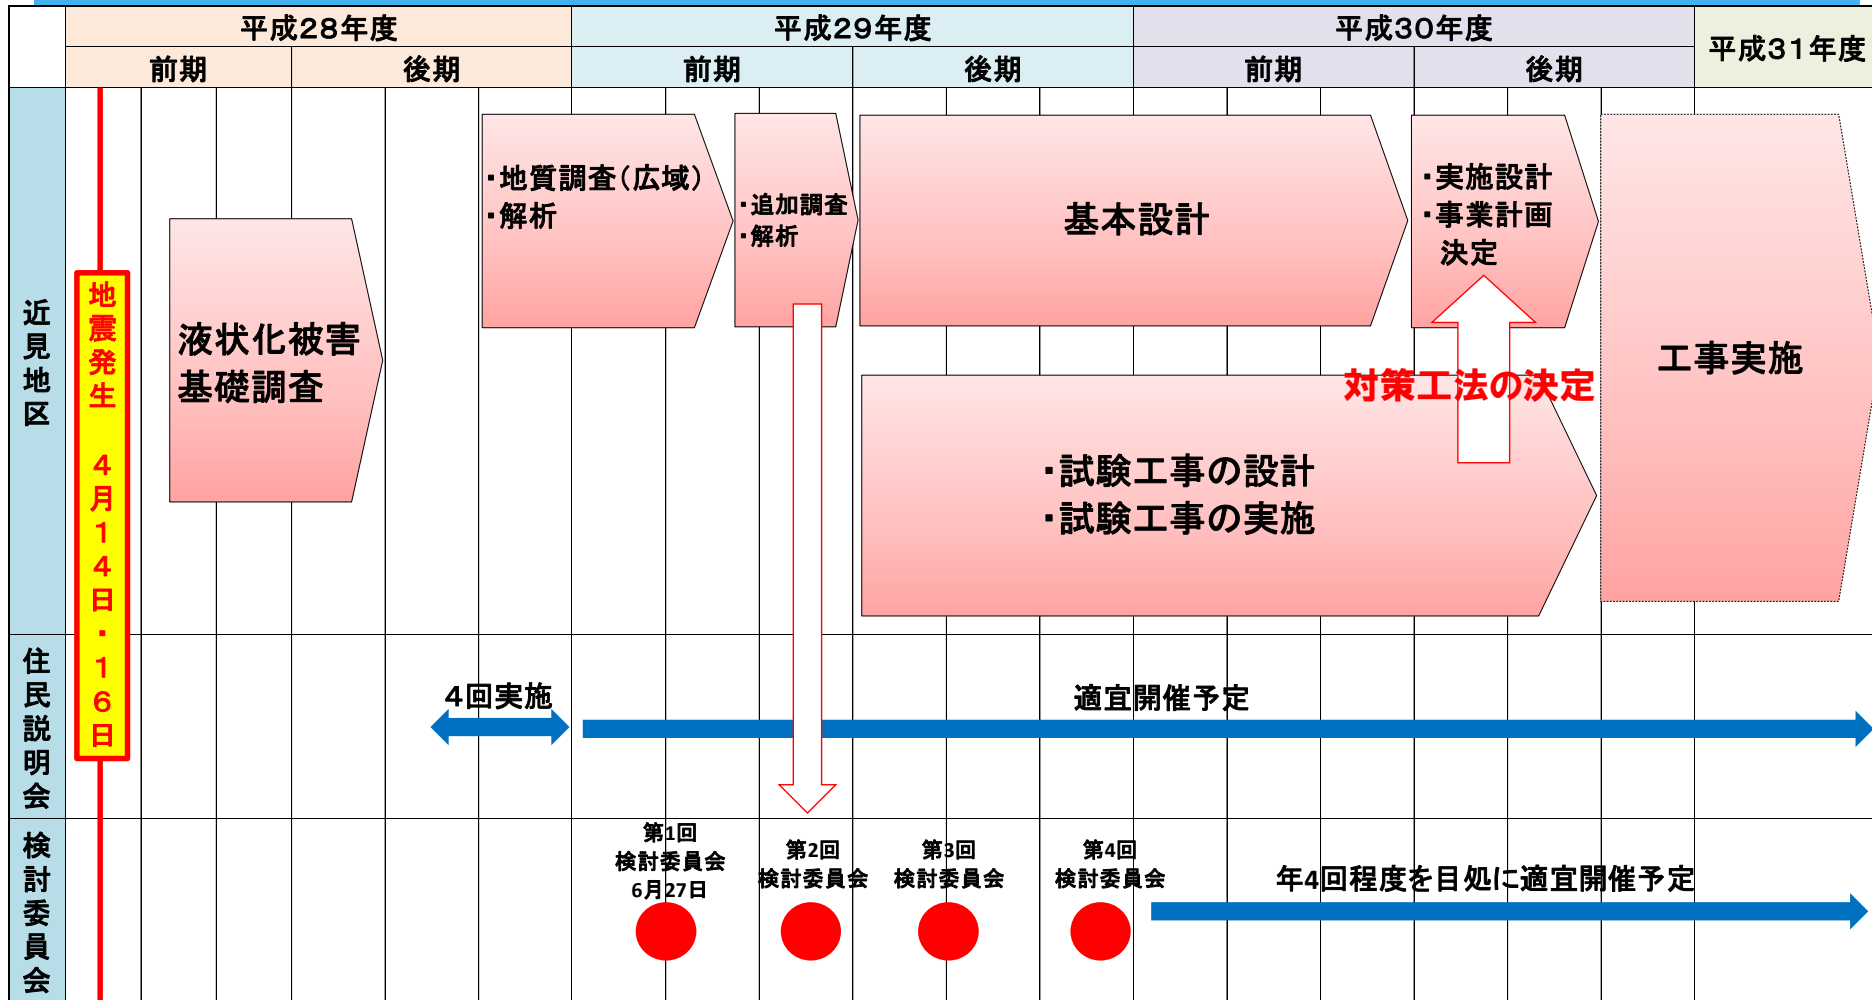 平成28年度
平成29年度
平成30年度
平成31年度
前期
後期
前期
後期
前期
後期
近見地区
地震発生 4月14日・16日
液状化被害
基礎調査
・地質調査（広域）
・解析
・追加調査
・解析
基本設計
・実施設計
・事業計画
決定
対策工法の決定
・試験工事の設計
・試験工事の実施
工事実施
住民説明会
4回実施
適宜開催予定
検討委員会
第1回
検討委員会
6月27日
第2回
検討委員会
第3回
検討委員会
第4回
検討委員会
年4回程度を目処に適宜開催予定